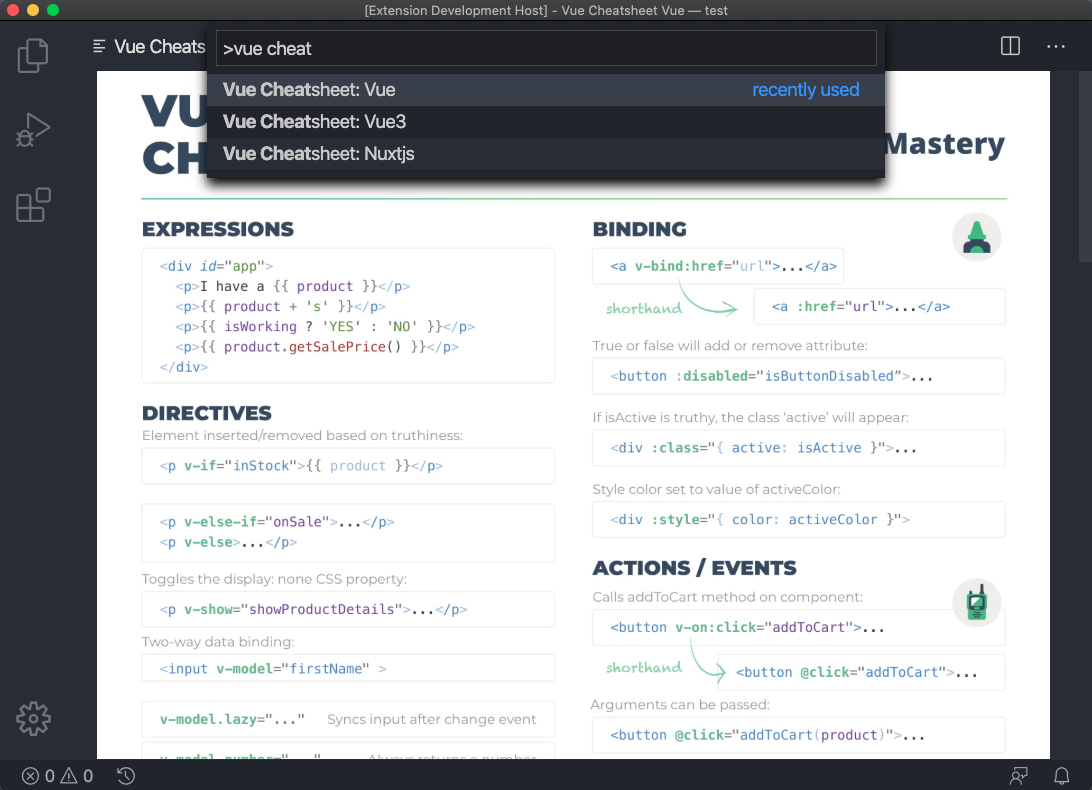 [Extension Development Host] - Vue Cheatsheet Vue — test
Vue Cheats
>vue cheat
Vue Cheatsheet: Vue recently used
Vue Cheatsheet: Vue3
Vue Cheatsheet: Nuxtjs
VU
CH
Mastery
EXPRESSIONS
<div id="app">
<p>I have a {{ product }}</p>
<p>{{ product + 's' }}</p>
<p>{{ isWorking ? 'YES' : 'NO' }}</p>
<p>{{ product.getSalePrice() }}</p>
</div>
DIRECTIVES
Element inserted/removed based on truthiness:
<p v-if="inStock">{{ product }}</p>
<p v-else-if="onSale">...</p>
<p v-else>...</p>
Toggles the display: none CSS property:
<p v-show="showProductDetails">...</p>
Two-way data binding:
<input v-model="firstName" >
v-model.lazy="..." Syncs input after change event
v-model.number="..." Always returns a number
BINDING
<a v-bind:href="url">...</a>
shorthand
<a :href="url">...</a>
True or false will add or remove attribute:
<button :disabled="isButtonDisabled”>...
If isActive is truthy, the class ‘active’ will appear:
<div :class="{ active: isActive }">...
Style color set to value of activeColor:
<div :style="{ color: activeColor }">
ACTIONS / EVENTS
Calls addToCart method on component:
<button v-on:click="addToCart">...
shorthand
<button @click="addToCart">...
Arguments can be passed:
<button @click="addToCart(product)">...
0 0